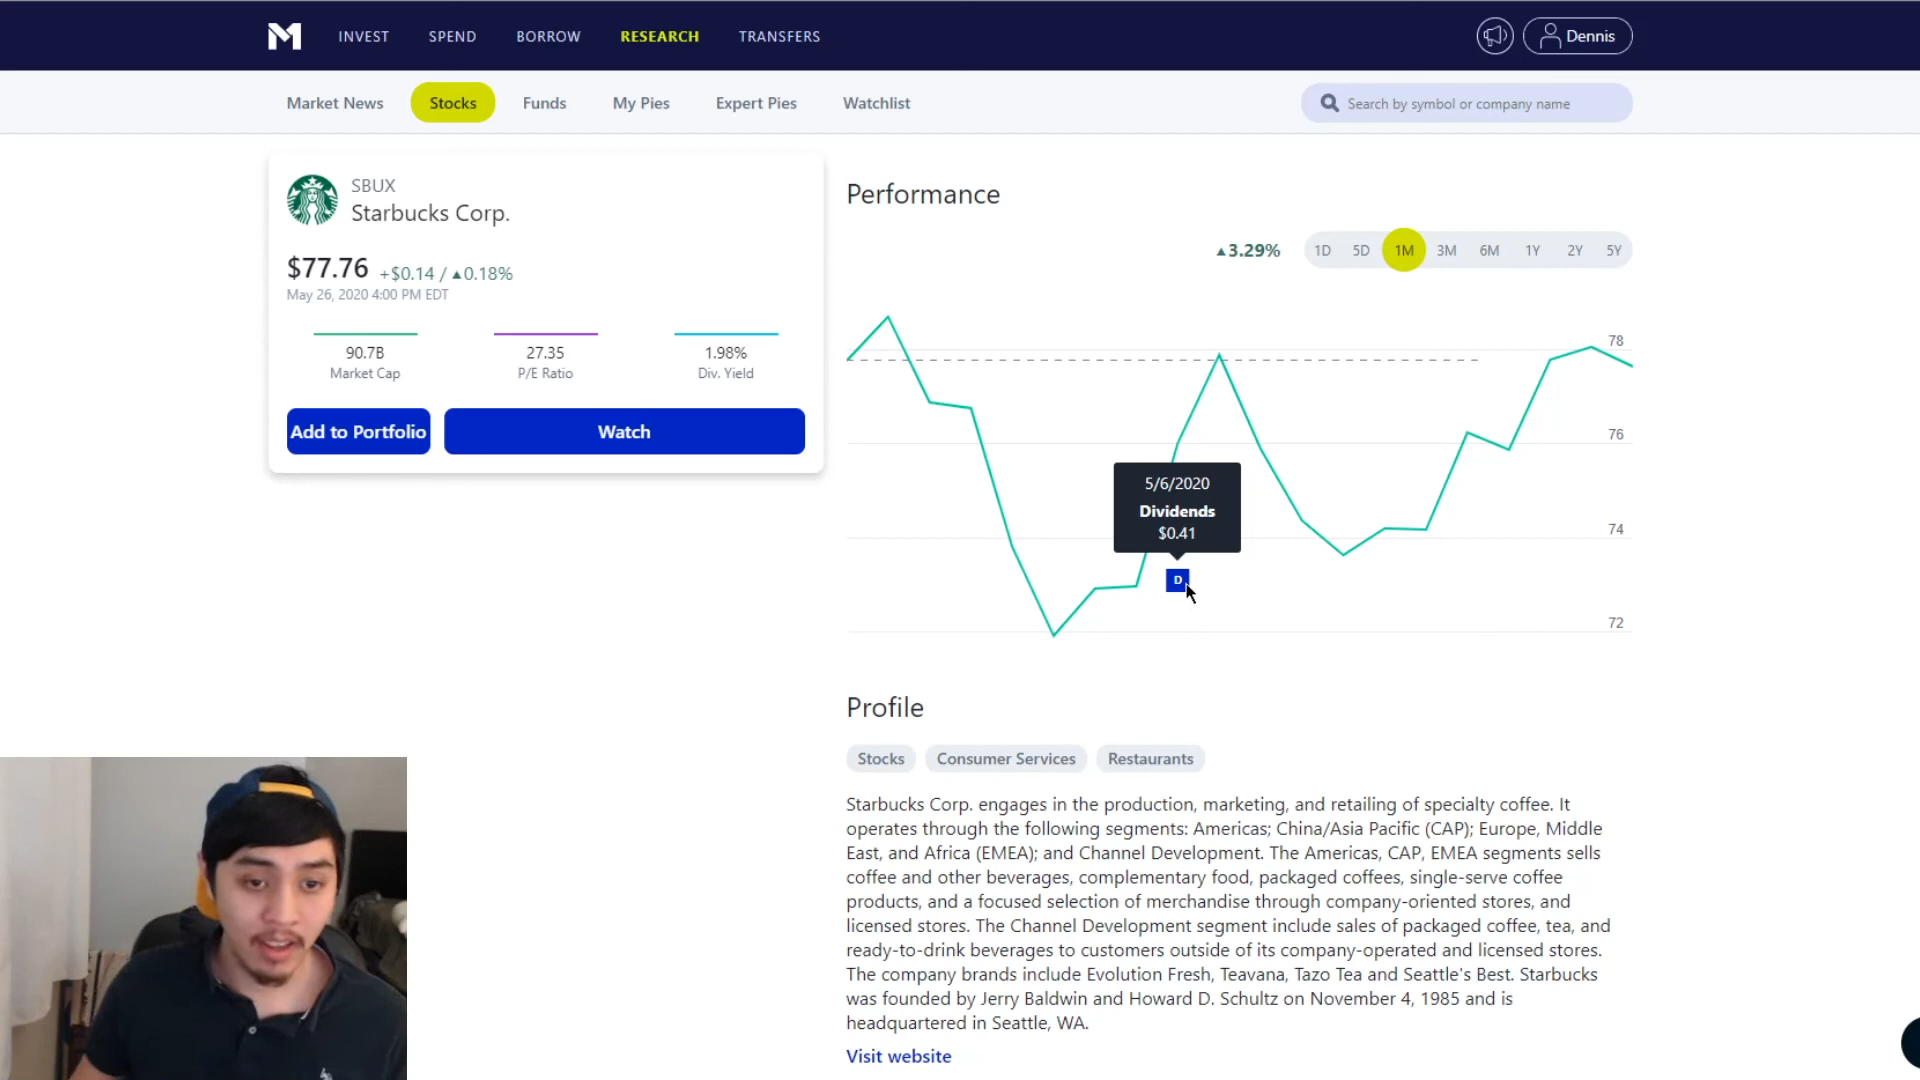 INVEST SPEND BORROW RESEARCH TRANSFERS Dennis
Market News Stocks Funds My Pies Expert Pies Watchlist Search by symbol or company name
SBUX
Starbucks Corp.
$77.76 +$0.14 / ▲0.18%
May 26, 2020 4:00 PM EDT
90.7B 27.35 1.98%
Market Cap P/E Ratio Div. Yield
Add to Portfolio Watch
Performance
▲3.29% 1D 5D 1M 3M 6M 1Y 2Y 5Y
78
76
74
72
5/6/2020
Dividends
$0.41
D
Profile
Stocks Consumer Services Restaurants
Starbucks Corp. engages in the production, marketing, and retailing of specialty coffee. It
operates through the following segments: Americas; China/Asia Pacific (CAP); Europe, Middle
East, and Africa (EMEA); and Channel Development. The Americas, CAP, EMEA segments sells
coffee and other beverages, complementary food, packaged coffees, single-serve coffee
products, and a focused selection of merchandise through company-oriented stores, and
licensed stores. The Channel Development segment include sales of packaged coffee, tea, and
ready-to-drink beverages to customers outside of its company-operated and licensed stores.
The company brands include Evolution Fresh, Teavana, Tazo Tea and Seattle's Best. Starbucks
was founded by Jerry Baldwin and Howard D. Schultz on November 4, 1985 and is
headquartered in Seattle, WA.
Visit website